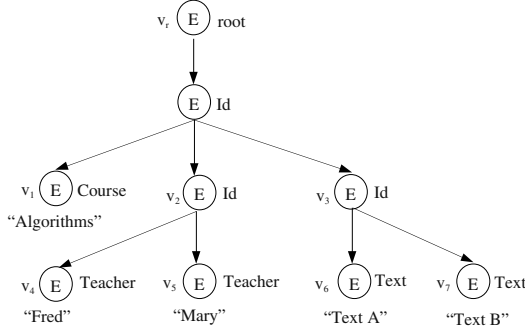 v_r E root
E Id
v_1 E Course v_2 E Id v_3 E Id
“Algorithms”
v_4 E Teacher v_5 E Teacher v_6 E Text v_7 E Text
“Fred” “Mary” “Text A” “Text B”